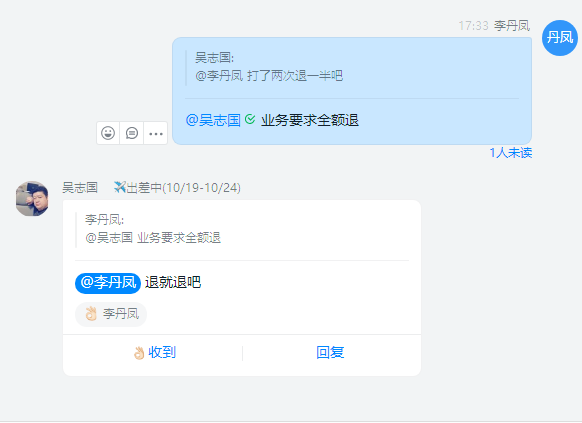 17:33 李丹凤
丹凤
吴志国:
@李丹凤 打了两次退一半吧
@吴志国 业务要求全额退
1人未读
吴志国 出差中(10/19-10/24)
李丹凤:
@吴志国 业务要求全额退
@李丹凤 退就退吧
李丹凤
收到 回复